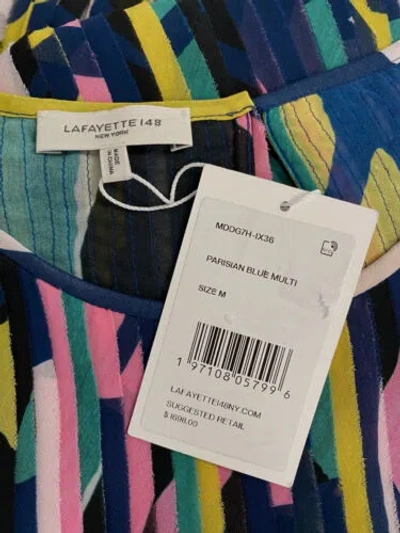 LAFAYETTE 148
NEW YORK
MADE
IN CHINA
MDDG7H-IX36
PARISIAN BLUE MULTI
SIZE M
1 97108 05799 6
LAFAYETTE148NY.COM
SUGGESTED RETAIL
$1698.00